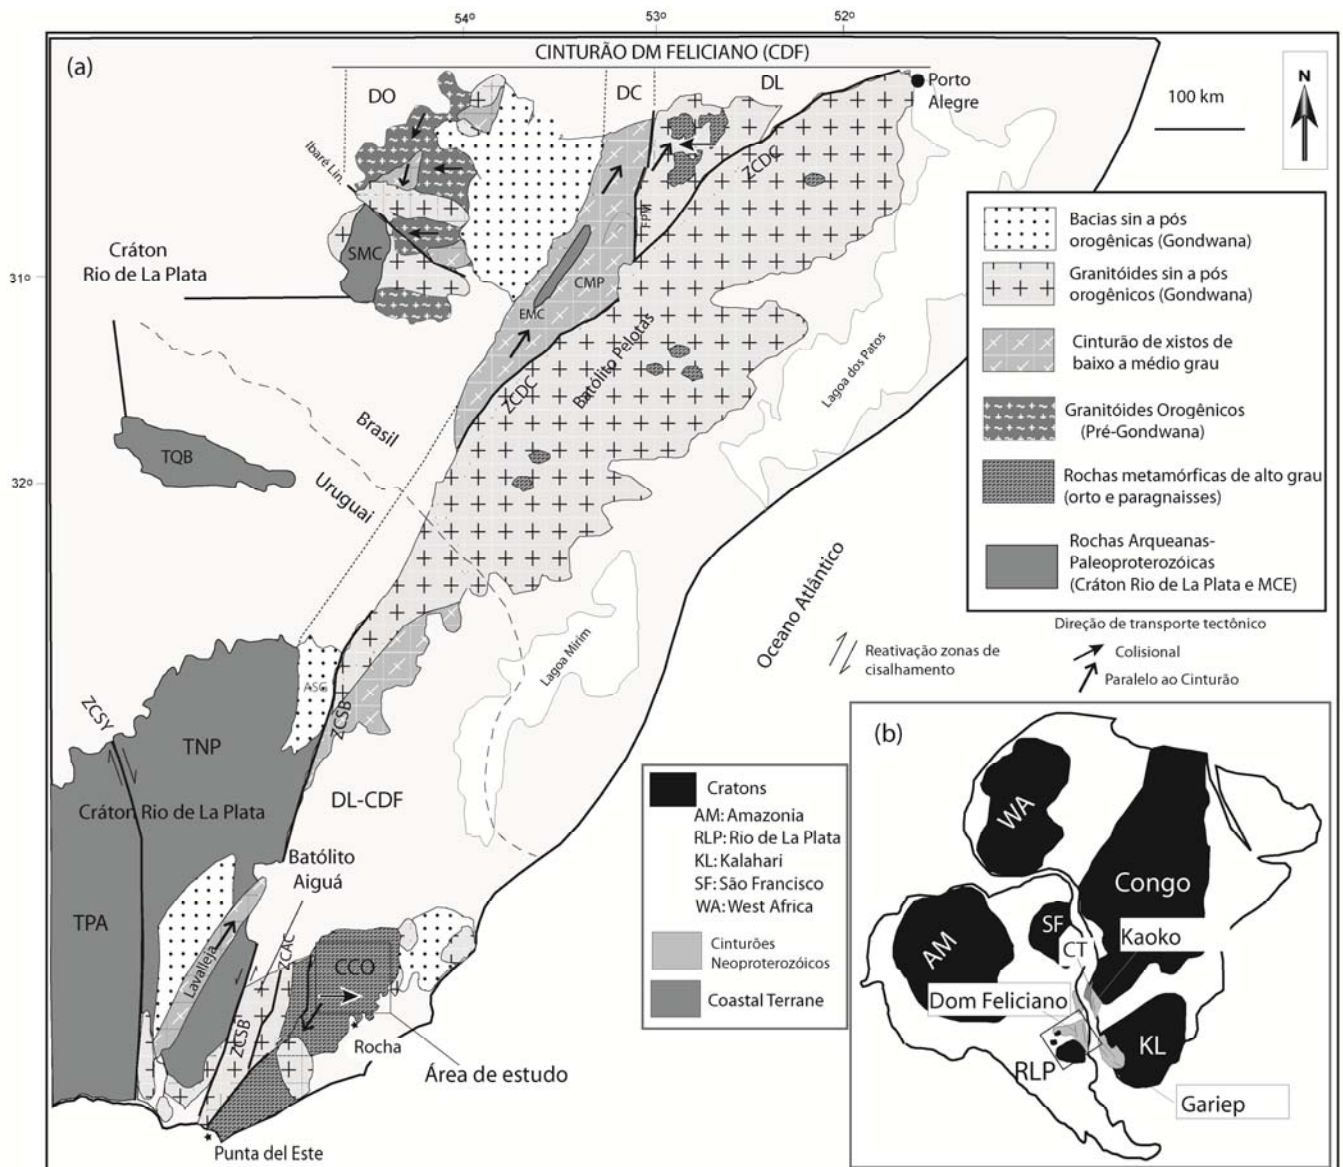 54º
53º
52º
(a)
CINTURÃO DM FELICIANO (CDF)
DO
DC
DL
Porto
Alegre
100 km
N
Ibaré Lin.
ZCDC
FPM
SMC
Cráton
Rio de La Plata
31º
CMP
EMC
ZCDC
Batólito Pelotas
Lagoa dos Patos
Brasil
Uruguai
TQB
32º
Oceano Atlântico
Lagoa Mirim
ASG
ZCSB
ZCSY
TNP
Cráton Rio de La Plata
DL-CDF
Batólito
Aiguá
TPA
Lavalleja
ZCAC
CCO
ZCSB
Rocha
Área de estudo
Punta del Este
Bacias sin a pós
orogênicas (Gondwana)
Granitóides sin a pós
orogênicos (Gondwana)
Cinturão de xistos de
baixo a médio grau
Granitóides Orogênicos
(Pré-Gondwana)
Rochas metamórficas de alto grau
(orto e paragnaisses)
Rochas Arqueanas-
Paleoproterozóicas
(Cráton Rio de La Plata e MCE)
Direção de transporte tectônico
Colisional
Paralelo ao Cinturão
Reativação zonas de
cisalhamento
Cratons
AM: Amazonia
RLP: Rio de La Plata
KL: Kalahari
SF: São Francisco
WA: West Africa
Cinturões
Neoproterozóicos
Coastal Terrane
(b)
WA
Congo
AM
SF
CT
Kaoko
Dom Feliciano
RLP
KL
Gariep